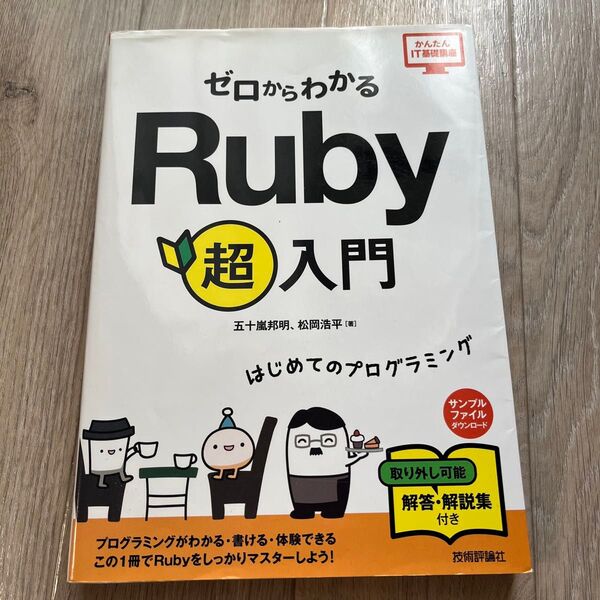 かんたん
IT基礎講座
ゼロからわかる
Ruby
超入門
五十嵐邦明、松岡浩平［著］
はじめてのプログラミング
サンプル
ファイル
ダウンロード
取り外し可能
解答・解説集
付き
プログラミングがわかる・書ける・体験できる
この1冊でRubyをしっかりマスターしよう！
技術評論社